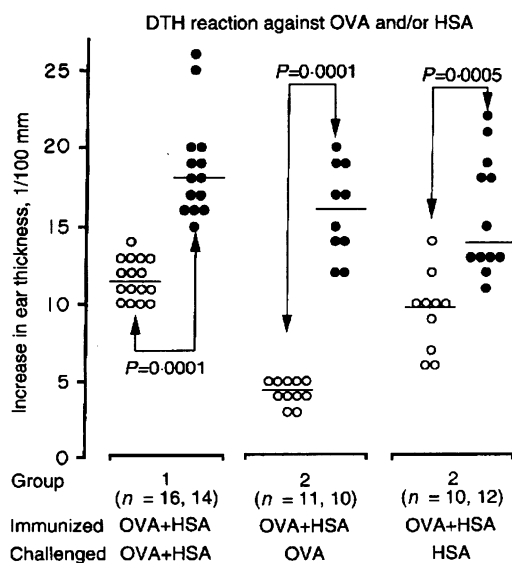 DTH reaction against OVA and/or HSA
Increase in ear thickness, 1/100 mm
25
20
15
10
5
0
P=0·0001
P=0·0001
P=0·0005
Group 1 2 2
(n = 16, 14) (n = 11, 10) (n = 10, 12)
Immunized OVA+HSA OVA+HSA OVA+HSA
Challenged OVA+HSA OVA HSA